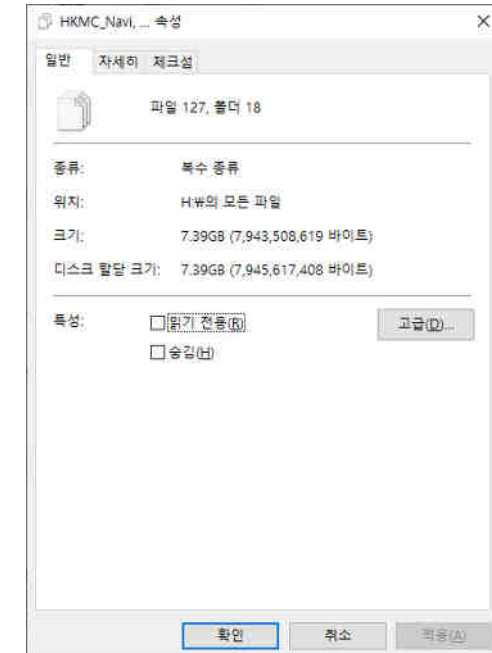 HKMC_Navi, ... 속성
일반 자세히 체크섬
파일 127, 폴더 18
종류: 복수 종류
위치: H:₩의 모든 파일
크기: 7.39GB (7,943,508,619 바이트)
디스크 할당 크기: 7.39GB (7,945,617,408 바이트)
특성: 읽기 전용(R) 고급(D)...
숨김(H)
확인 취소 적용(A)